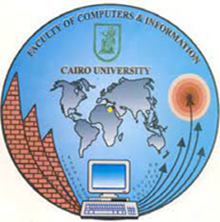 FACULTY OF COMPUTERS & INFORMATION
CAIRO UNIVERSITY